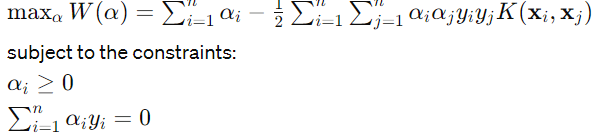 max_α W(α) = ∑_{i=1}^{n} α_i − ½ ∑_{i=1}^{n} ∑_{j=1}^{n} α_i α_j y_i y_j K(𝐱_i, 𝐱_j)
subject to the constraints:
α_i ≥ 0
∑_{i=1}^{n} α_i y_i = 0